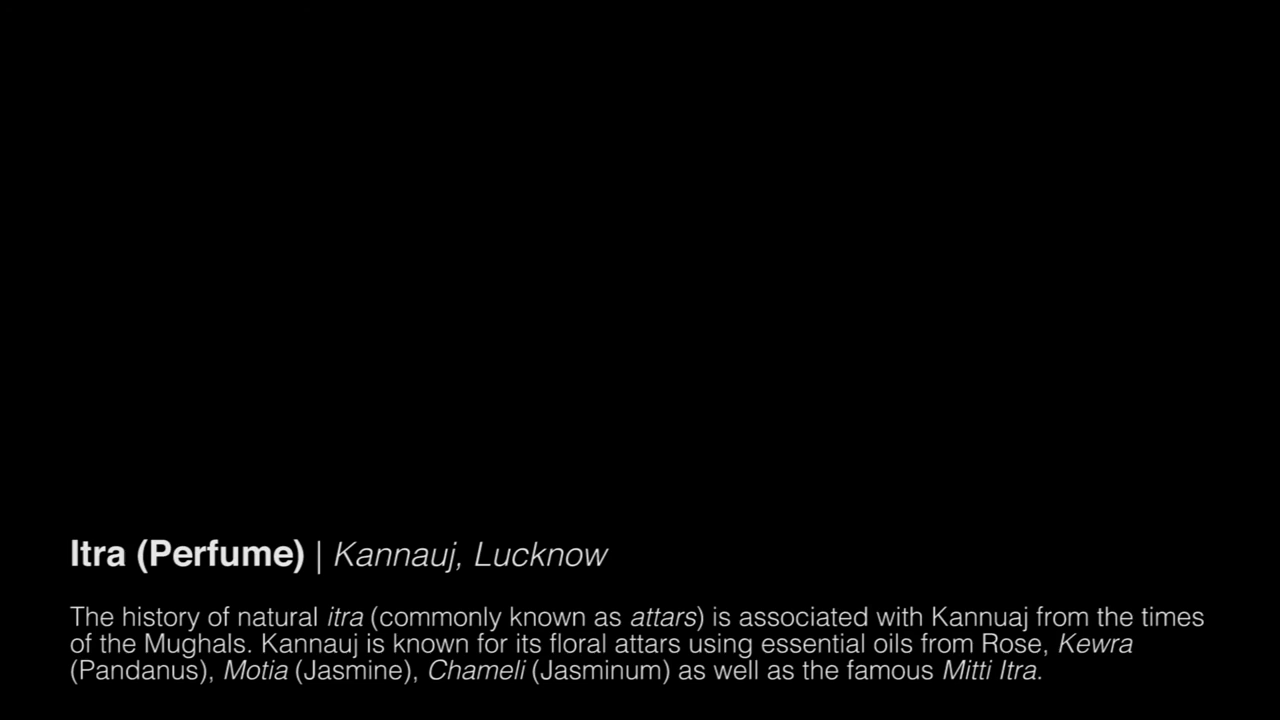 Itra (Perfume) | Kannauj, Lucknow
The history of natural itra (commonly known as attars) is associated with Kannuaj from the times
of the Mughals. Kannauj is known for its floral attars using essential oils from Rose, Kewra
(Pandanus), Motia (Jasmine), Chameli (Jasminum) as well as the famous Mitti Itra.